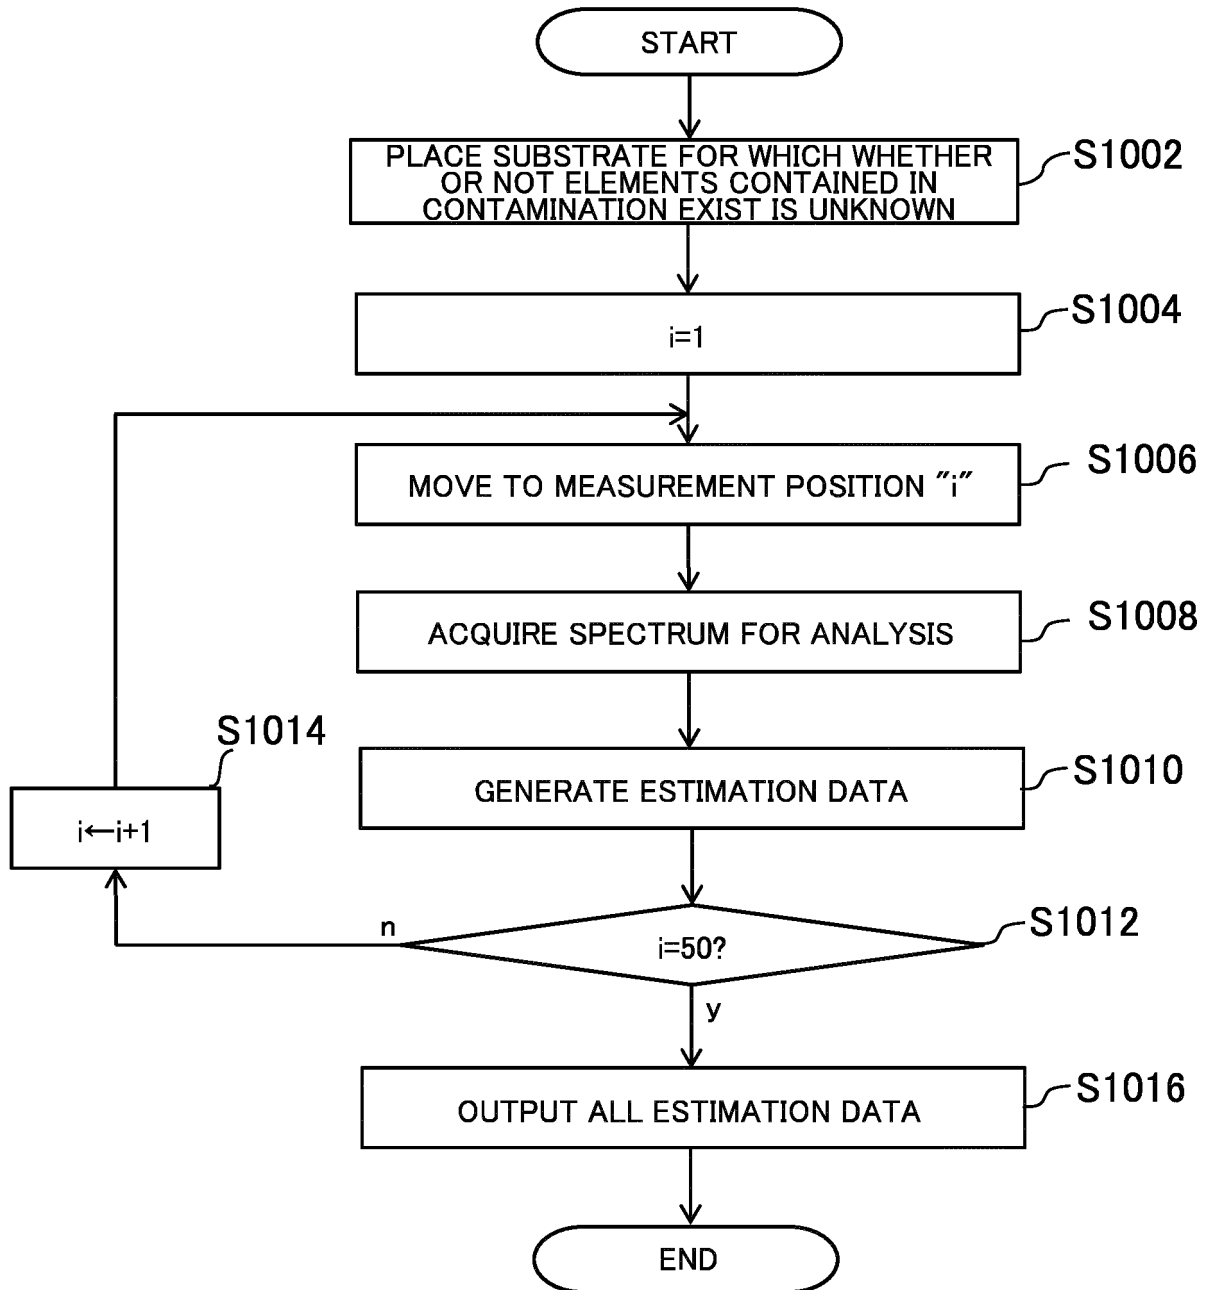 START
PLACE SUBSTRATE FOR WHICH WHETHER
OR NOT ELEMENTS CONTAINED IN
CONTAMINATION EXIST IS UNKNOWN
S1002
i=1
S1004
MOVE TO MEASUREMENT POSITION "i"
S1006
ACQUIRE SPECTRUM FOR ANALYSIS
S1008
GENERATE ESTIMATION DATA
S1010
S1014
i←i+1
n
i=50?
S1012
y
OUTPUT ALL ESTIMATION DATA
S1016
END